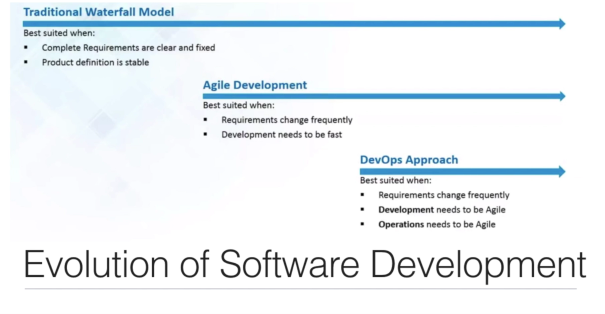 Traditional Waterfall Model
Best suited when:
▪ Complete Requirements are clear and fixed
▪ Product definition is stable
Agile Development
Best suited when:
▪ Requirements change frequently
▪ Development needs to be fast
DevOps Approach
Best suited when:
▪ Requirements change frequently
▪ Development needs to be Agile
▪ Operations needs to be Agile
Evolution of Software Development